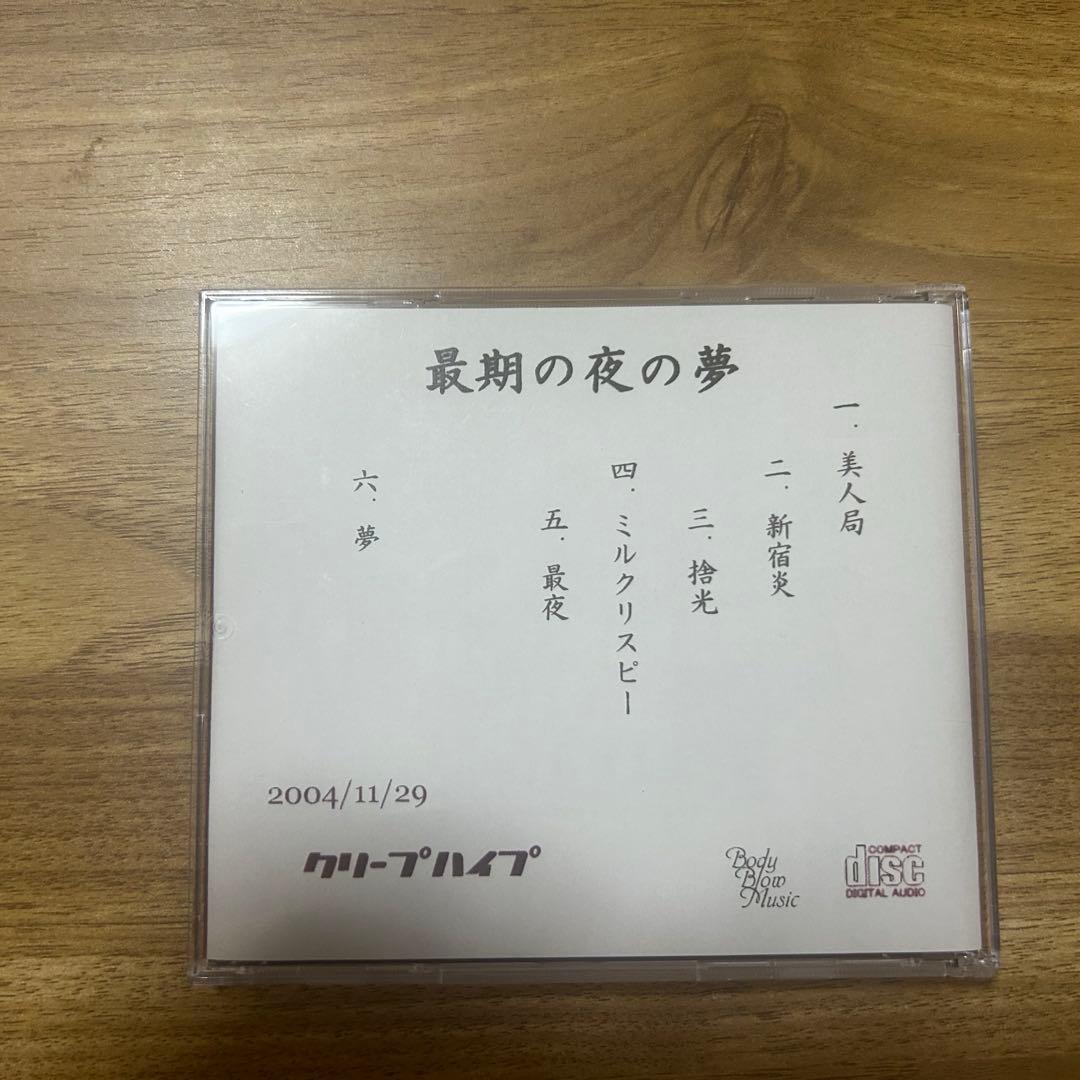 最期の夜の夢
一．美人局
二．新宿炎
三．捨光
四．ミルクリスピー
五．最夜
六．夢
2004/11/29
クリープハイプ
Body
Blow
Music
COMPACT
disc
DIGITAL AUDIO